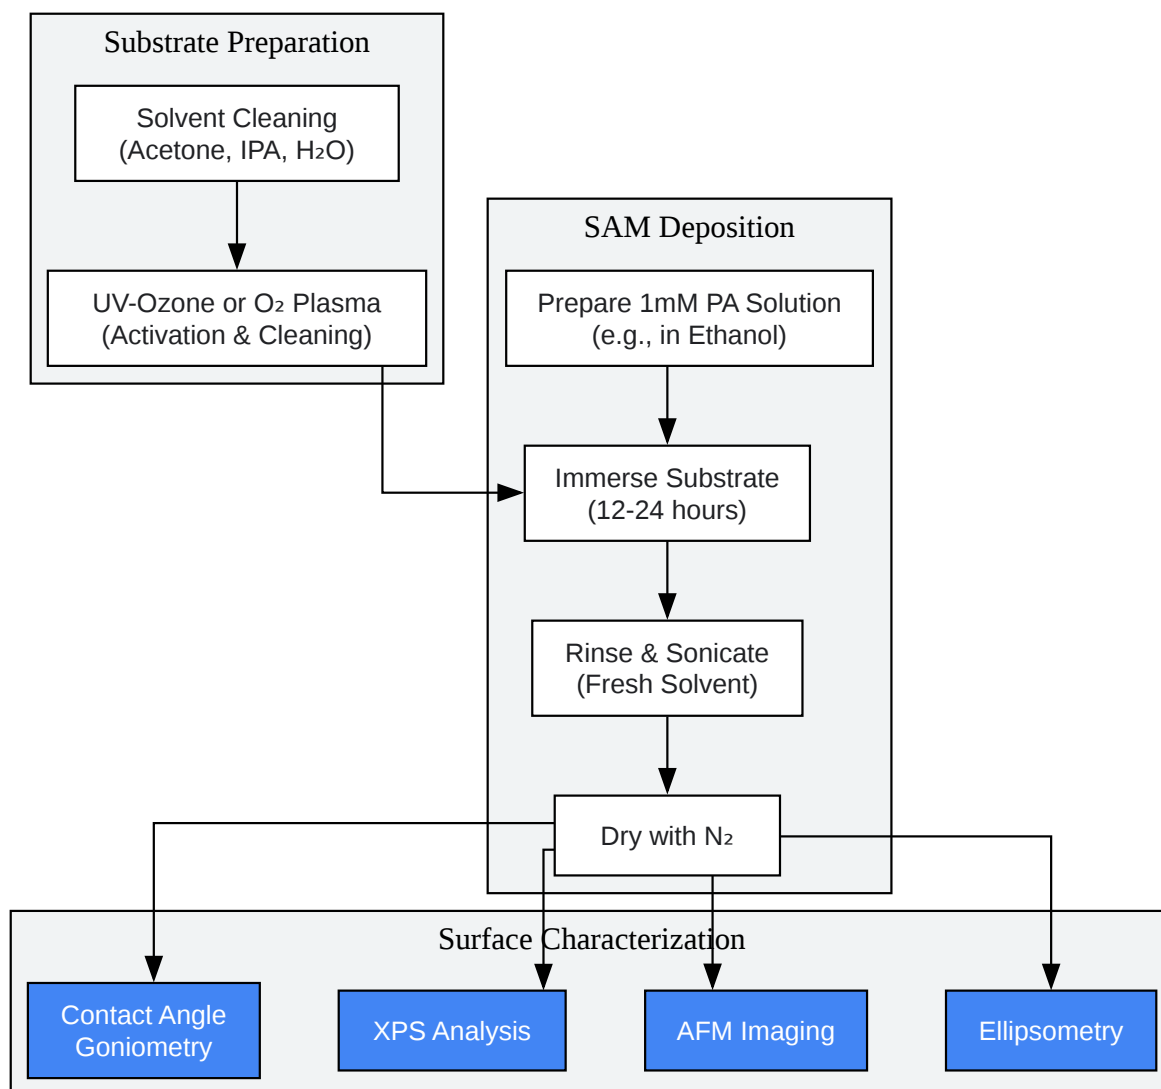 Substrate Preparation
Solvent Cleaning
(Acetone, IPA, H₂O)
UV-Ozone or O₂ Plasma
(Activation & Cleaning)
SAM Deposition
Prepare 1mM PA Solution
(e.g., in Ethanol)
Immerse Substrate
(12-24 hours)
Rinse & Sonicate
(Fresh Solvent)
Dry with N₂
Surface Characterization
Contact Angle
Goniometry
XPS Analysis
AFM Imaging
Ellipsometry